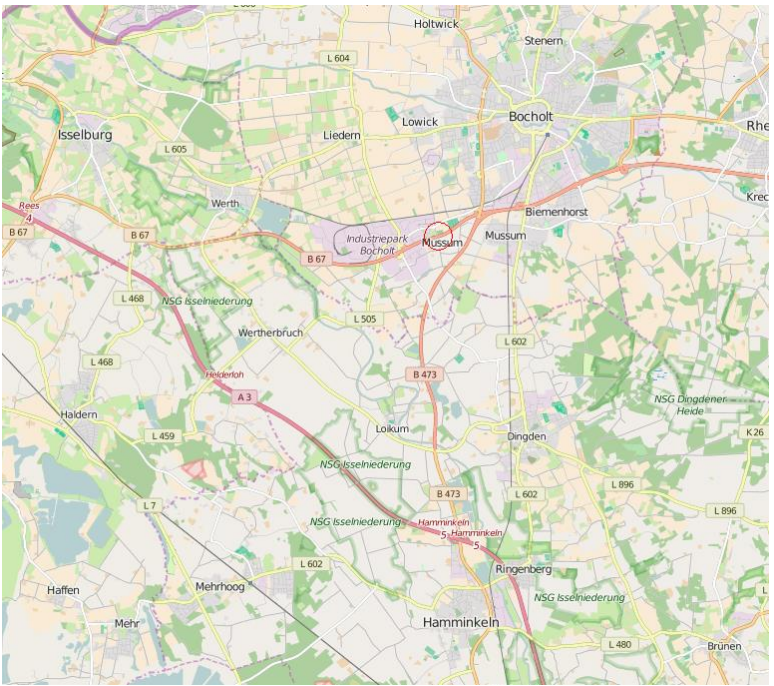 Holtwick
Stenern
L 604
Lowick
Bocholt
Isselburg
Liedern
Rhe
L 605
Werth
Krec
Rees
4
Biemenhorst
B 67
B 67
Industriepark
Bocholt
Mussum
Mussum
B 67
L 468
NSG Isselniederung
L 505
Wertherbruch
L 602
L 468
Helderloh
B 473
A 3
NSG Dingdener
Heide
Haldern
L 459
Loikum
Dingden
K 26
NSG Isselniederung
L 896
L 7
B 473
L 602
L 896
NSG Isselniederung
Hamminkeln
5
Hamminkeln
5
L 602
Ringenberg
Haffen
Mehrhoog
NSG Isselniederung
L
Mehr
Hamminkeln
L 480
Brünen